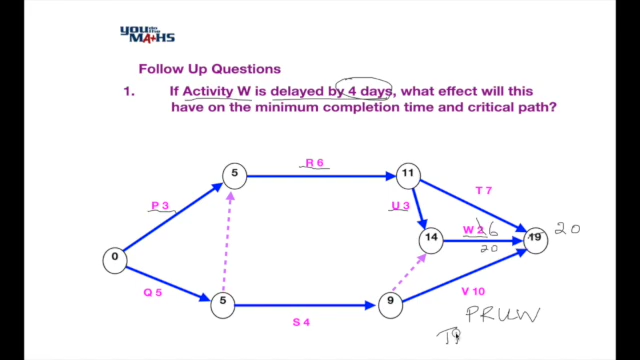 you do the MATHS
Follow Up Questions
1. If Activity W is delayed by 4 days, what effect will this
have on the minimum completion time and critical path?
5
R 6
11
P 3
U 3
T 7
0
14
W 2 6
20
19
20
Q 5
5
S 4
9
V 10
PRUW